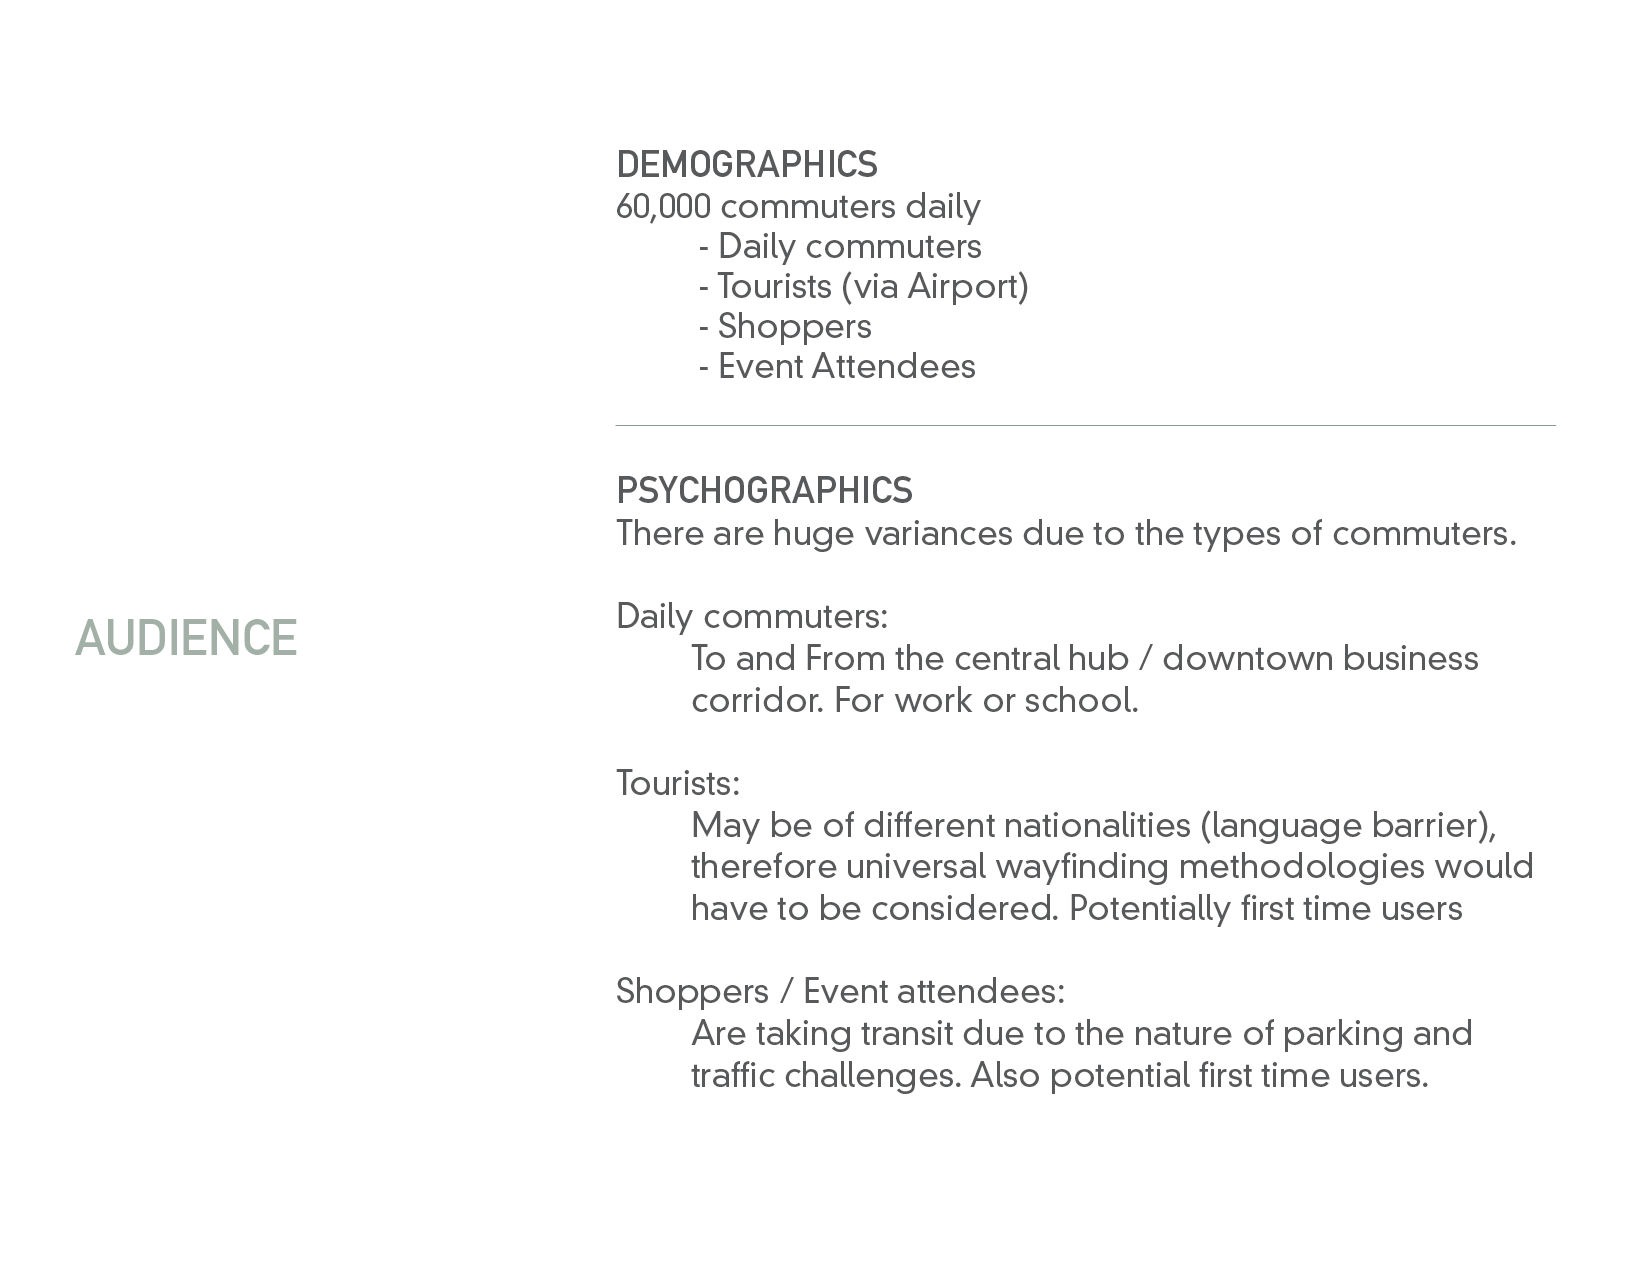 DEMOGRAPHICS
60,000 commuters daily
- Daily commuters
- Tourists (via Airport)
- Shoppers
- Event Attendees
PSYCHOGRAPHICS
There are huge variances due to the types of commuters.
AUDIENCE
Daily commuters:
To and From the central hub / downtown business
corridor. For work or school.
Tourists:
May be of different nationalities (language barrier),
therefore universal wayfinding methodologies would
have to be considered. Potentially first time users
Shoppers / Event attendees:
Are taking transit due to the nature of parking and
traffic challenges. Also potential first time users.